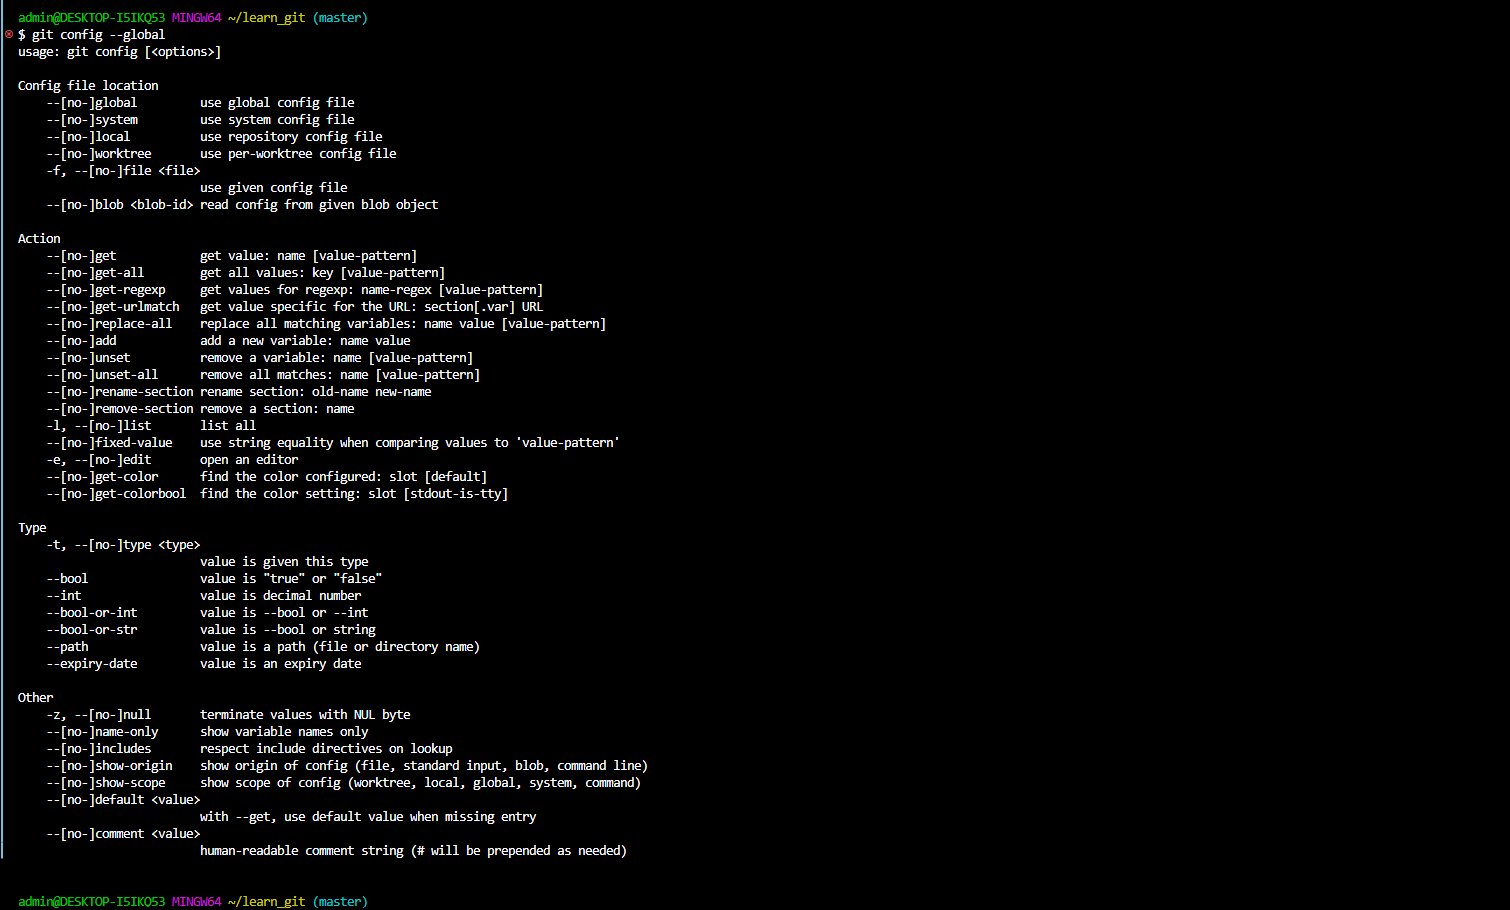 admin@DESKTOP-I5IKQ53 MINGW64 ~/learn_git (master)
$ git config --global
usage: git config [<options>]

Config file location
    --[no-]global         use global config file
    --[no-]system         use system config file
    --[no-]local          use repository config file
    --[no-]worktree       use per-worktree config file
    -f, --[no-]file <file>
                          use given config file
    --[no-]blob <blob-id> read config from given blob object

Action
    --[no-]get            get value: name [value-pattern]
    --[no-]get-all        get all values: key [value-pattern]
    --[no-]get-regexp     get values for regexp: name-regex [value-pattern]
    --[no-]get-urlmatch   get value specific for the URL: section[.var] URL
    --[no-]replace-all    replace all matching variables: name value [value-pattern]
    --[no-]add            add a new variable: name value
    --[no-]unset          remove a variable: name [value-pattern]
    --[no-]unset-all      remove all matches: name [value-pattern]
    --[no-]rename-section rename section: old-name new-name
    --[no-]remove-section remove a section: name
    -l, --[no-]list       list all
    --[no-]fixed-value    use string equality when comparing values to 'value-pattern'
    -e, --[no-]edit       open an editor
    --[no-]get-color      find the color configured: slot [default]
    --[no-]get-colorbool  find the color setting: slot [stdout-is-tty]

Type
    -t, --[no-]type <type>
                          value is given this type
    --bool                value is "true" or "false"
    --int                 value is decimal number
    --bool-or-int         value is --bool or --int
    --bool-or-str         value is --bool or string
    --path                value is a path (file or directory name)
    --expiry-date         value is an expiry date

Other
    -z, --[no-]null       terminate values with NUL byte
    --[no-]name-only      show variable names only
    --[no-]includes       respect include directives on lookup
    --[no-]show-origin    show origin of config (file, standard input, blob, command line)
    --[no-]show-scope     show scope of config (worktree, local, global, system, command)
    --[no-]default <value>
                          with --get, use default value when missing entry
    --[no-]comment <value>
                          human-readable comment string (# will be prepended as needed)

admin@DESKTOP-I5IKQ53 MINGW64 ~/learn_git (master)